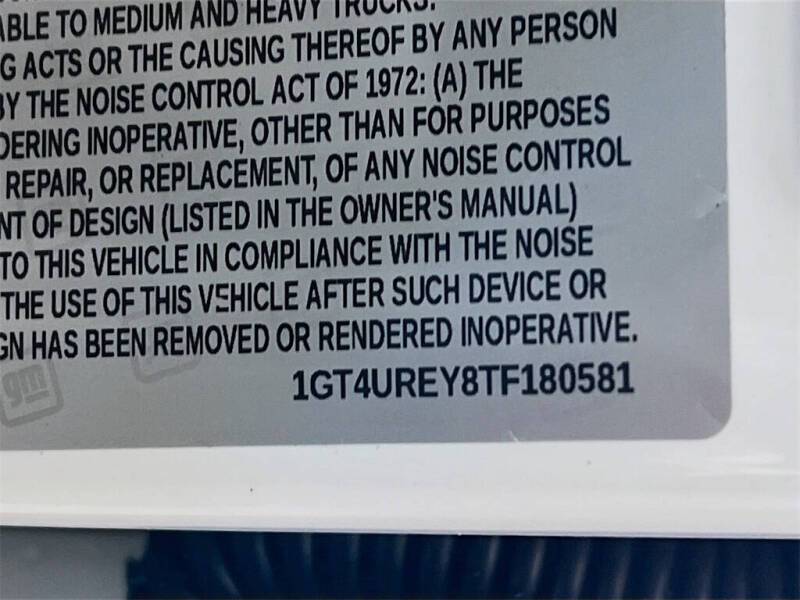 ABLE TO MEDIUM AND HEAVY TRUCKS.
G ACTS OR THE CAUSING THEREOF BY ANY PERSON
BY THE NOISE CONTROL ACT OF 1972: (A) THE
DERING INOPERATIVE, OTHER THAN FOR PURPOSES
REPAIR, OR REPLACEMENT, OF ANY NOISE CONTROL
NT OF DESIGN (LISTED IN THE OWNER'S MANUAL)
TO THIS VEHICLE IN COMPLIANCE WITH THE NOISE
THE USE OF THIS VEHICLE AFTER SUCH DEVICE OR
GN HAS BEEN REMOVED OR RENDERED INOPERATIVE.
gm
1GT4UREY8TF180581